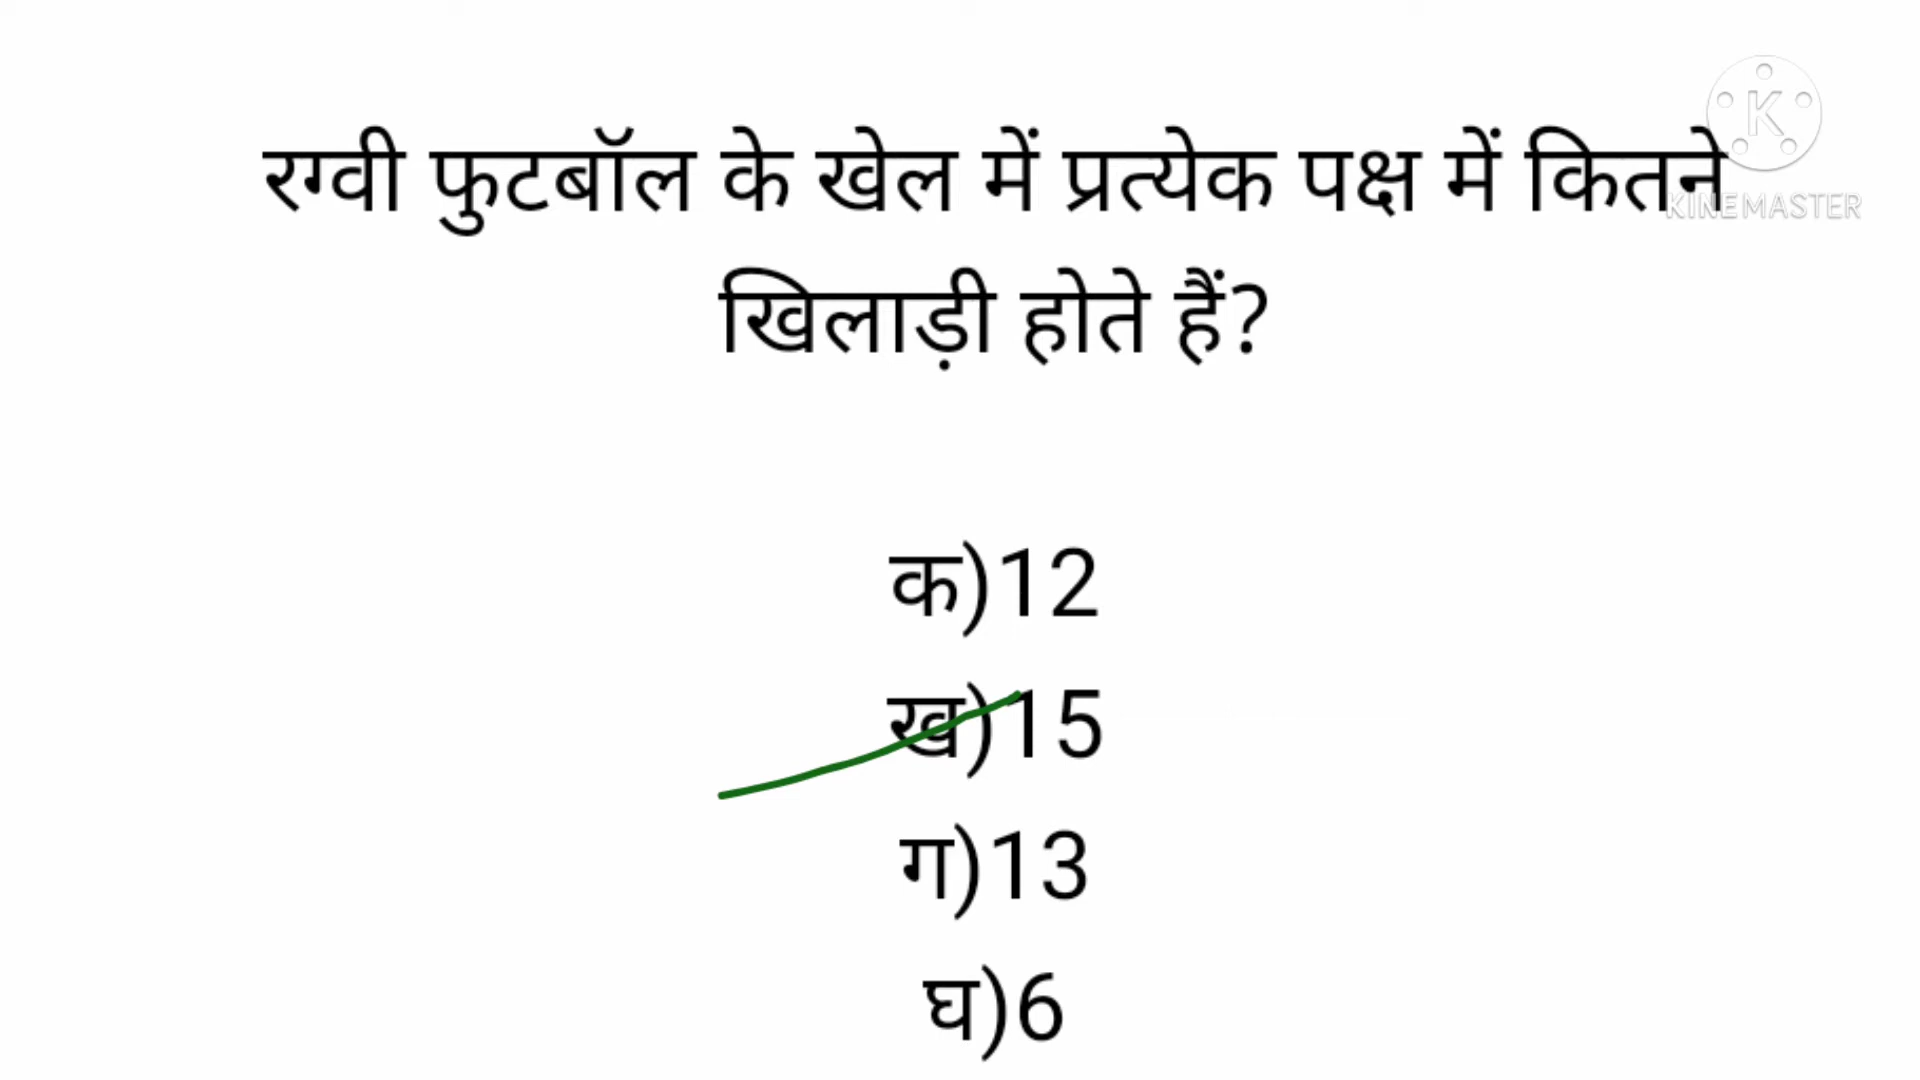 रग्वी फुटबॉल के खेल में प्रत्येक पक्ष में कितने
खिलाड़ी होते हैं?
क)12
ख)15
ग)13
घ)6
K
KINEMASTER